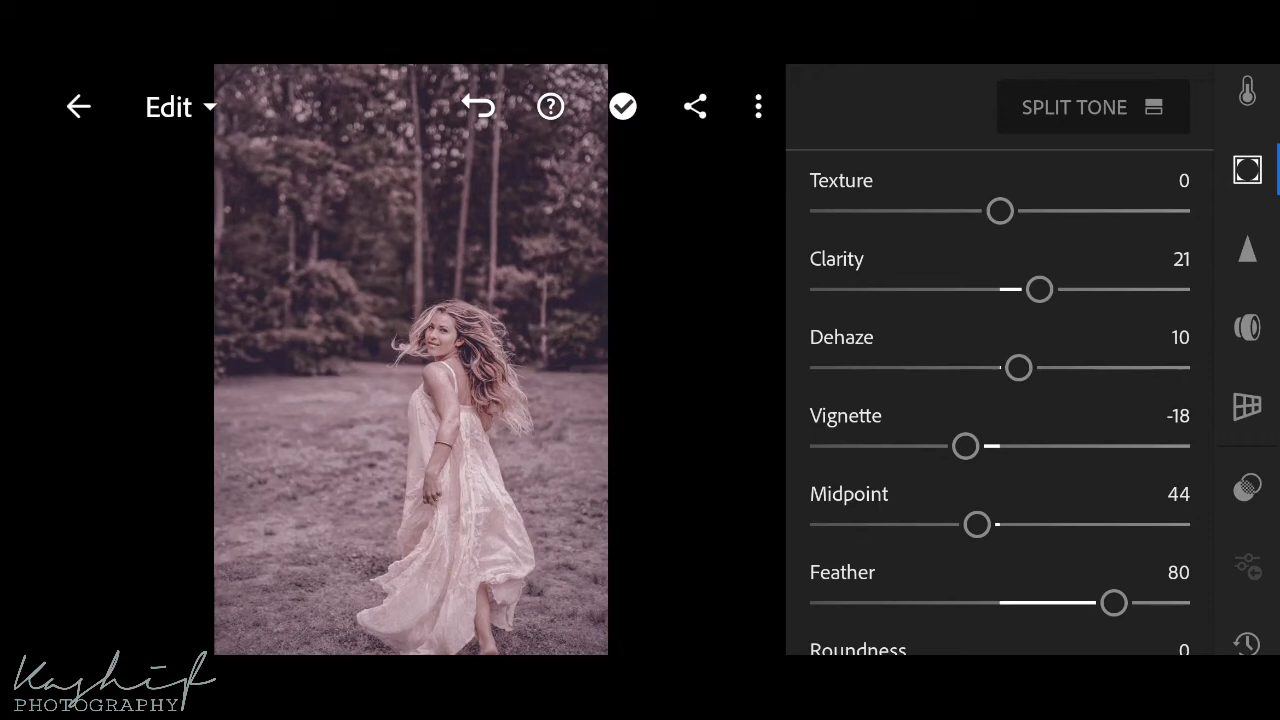 Edit
SPLIT TONE
Texture 0
Clarity 21
Dehaze 10
Vignette -18
Midpoint 44
Feather 80
Roundness 0
Kashif
PHOTOGRAPHY